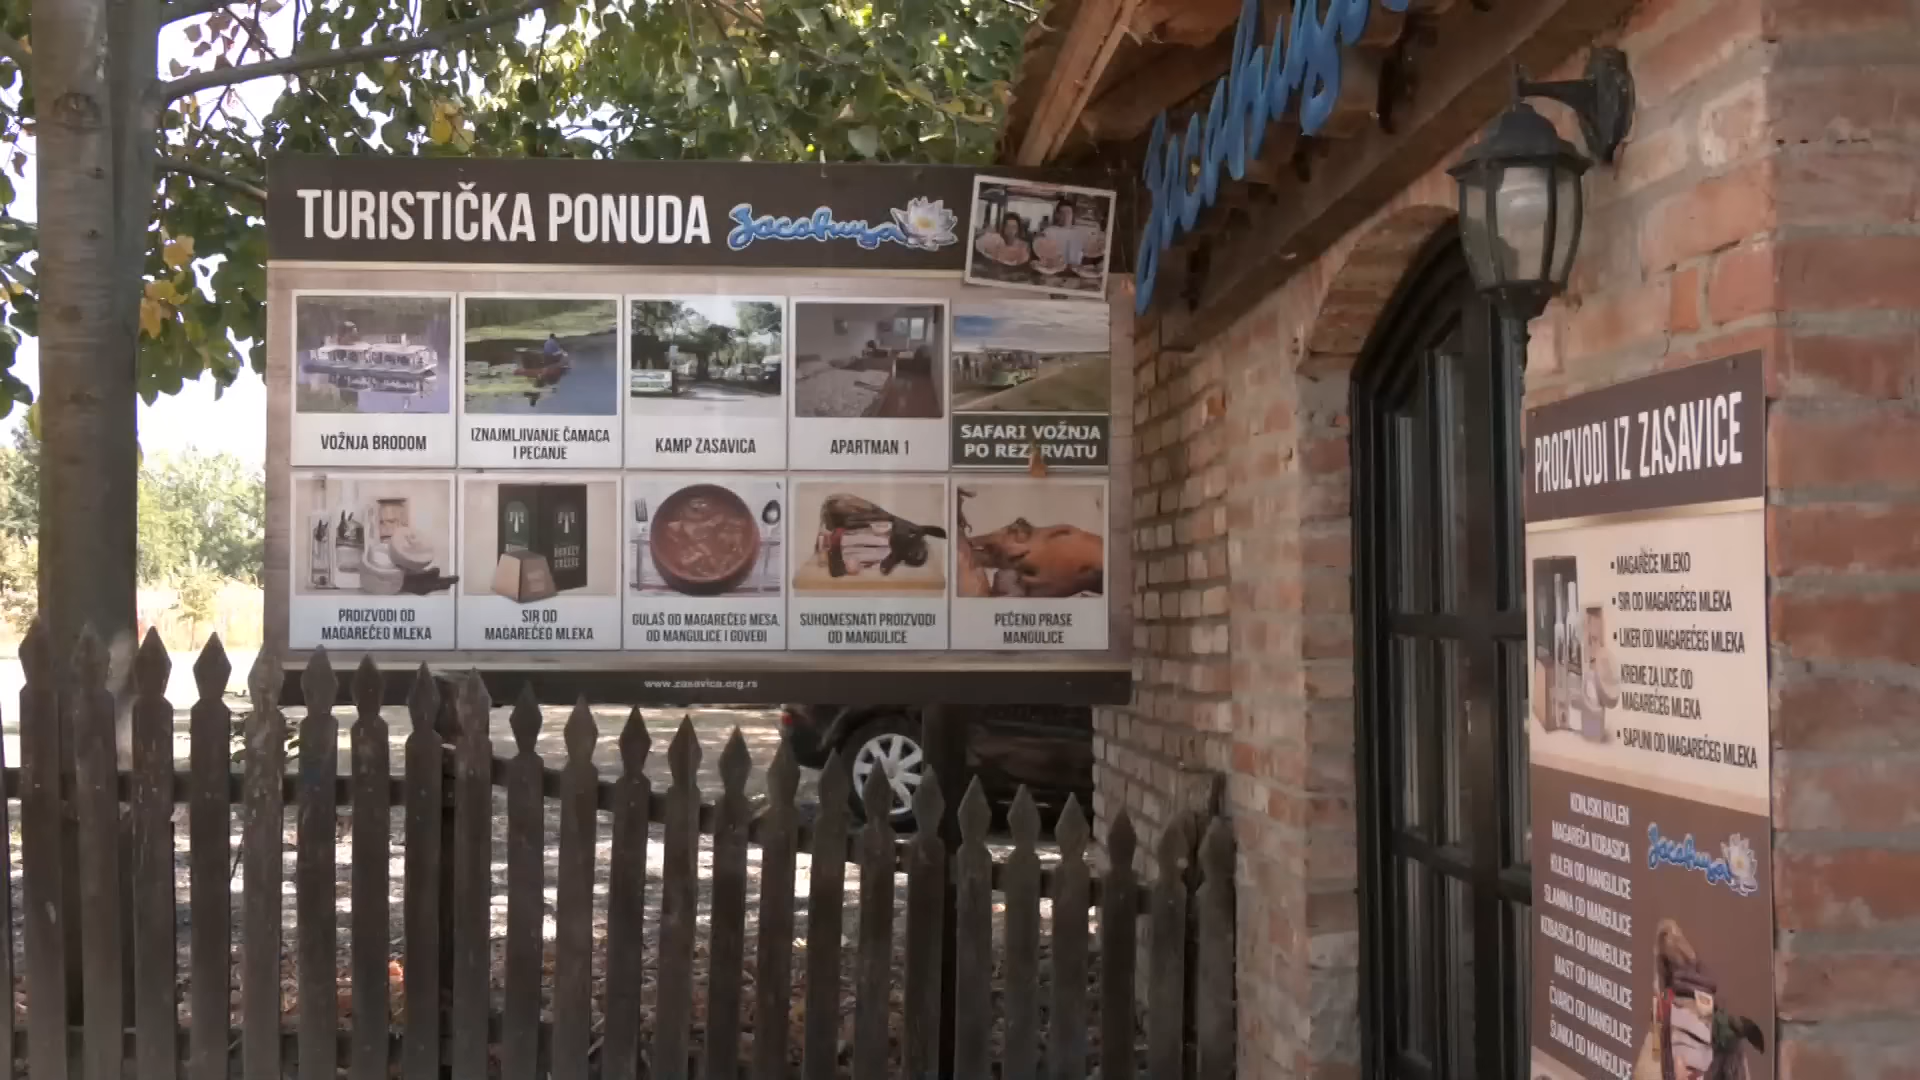 TURISTIČKA PONUDA Засавица
VOŽNJA BRODOM
IZNAJMLJIVANJE ČAMACA
I PECANJE
KAMP ZASAVICA
APARTMAN 1
SAFARI VOŽNJA
PO REZERVATU
PROIZVODI OD
MAGAREĆEG MLEKA
SIR OD
MAGAREĆEG MLEKA
GULAŠ OD MAGAREĆEG MESA,
OD MANGULICE I GOVEĐI
SUHOMESNATI PROIZVODI
OD MANGULICE
PEČENO PRASE
MANGULICE
www.zasavica.org.rs
PROIZVODI IZ ZASAVICE
• MAGAREĆE MLEKO
• SIR OD MAGAREĆEG MLEKA
• LIKER OD MAGAREĆEG MLEKA
KREME ZA LICE OD
MAGAREĆEG MLEKA
• SAPUNI OD MAGAREĆEG MLEKA
KONJSKI KULEN
MAGAREĆA KOBASICA
KULEN OD MANGULICE
SLANINA OD MANGULICE
KOBASICA OD MANGULICE
MAST OD MANGULICE
ČVARCI OD MANGULICE
ŠUNKA OD MANGULICE
Засавица